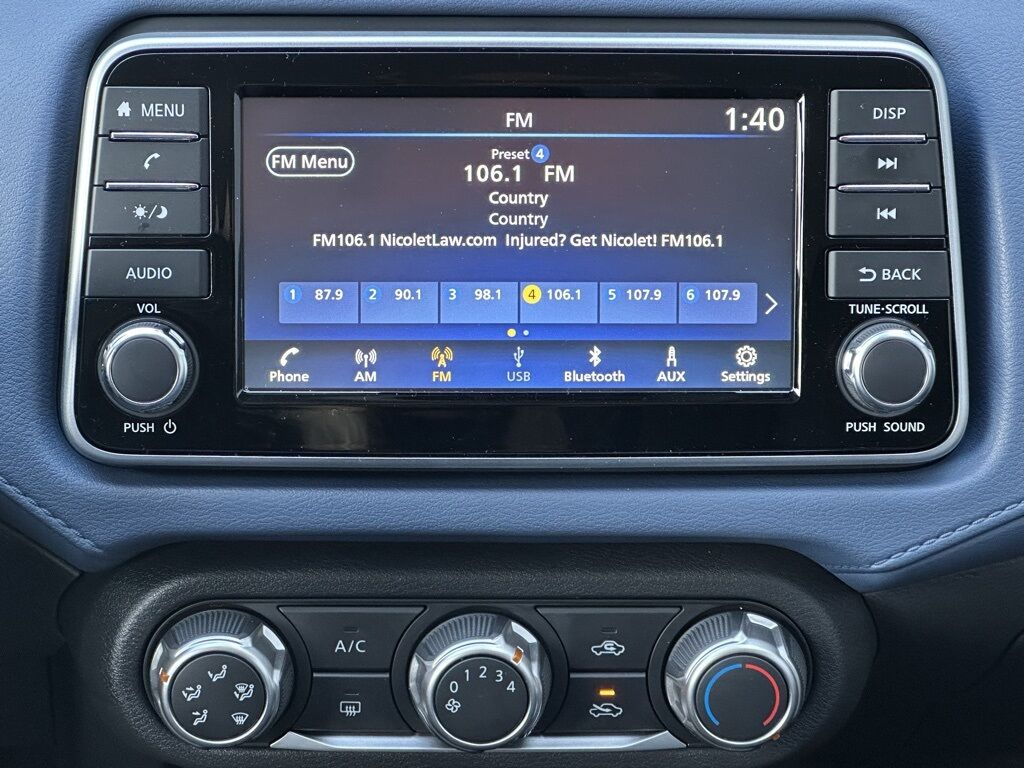 MENU
DISP
AUDIO
BACK
VOL
TUNE·SCROLL
PUSH
PUSH SOUND
FM
1:40
FM Menu
Preset 4
106.1 FM
Country
Country
FM106.1 NicoletLaw.com Injured? Get Nicolet! FM106.1
1 87.9 2 90.1 3 98.1 4 106.1 5 107.9 6 107.9
Phone AM FM USB Bluetooth AUX Settings
A/C
0 1 2 3 4